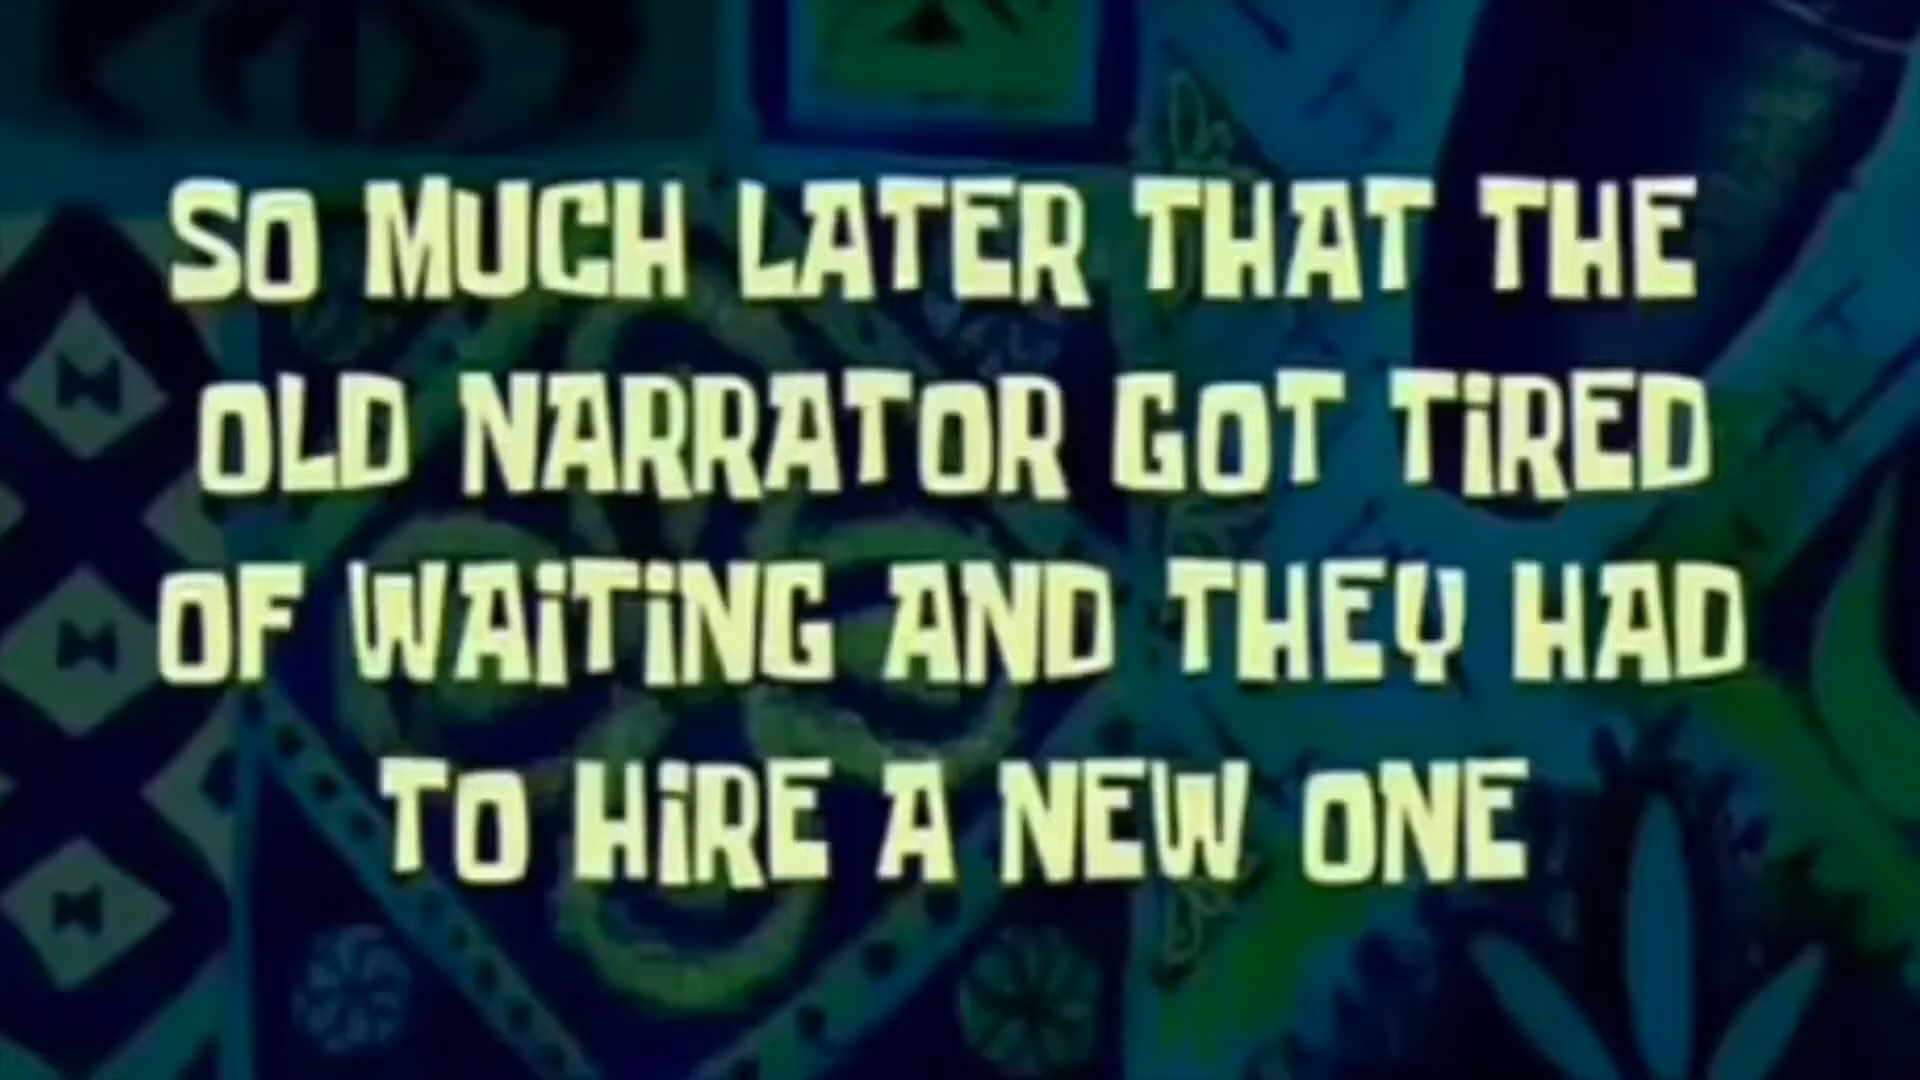 SO MUCH LATER THAT THE
OLD NARRATOR GOT TiRED
OF WAiTiNG AND THEY HAD
TO HiRE A NEW ONE